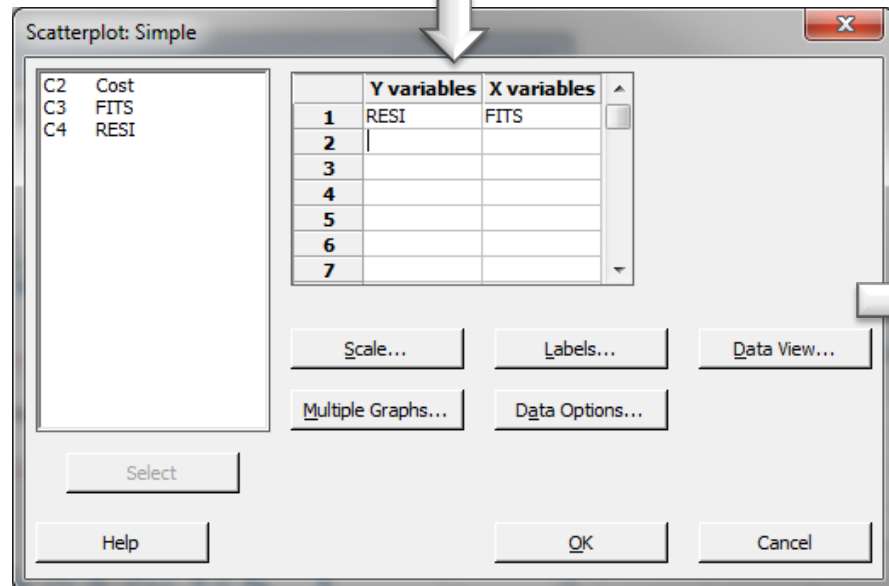 Scatterplot: Simple
x
C2 Cost
C3 FITS
C4 RESI
Y variables X variables
1 RESI FITS
2
3
4
5
6
7
Scale... Labels... Data View...
Multiple Graphs... Data Options...
Select
Help OK Cancel